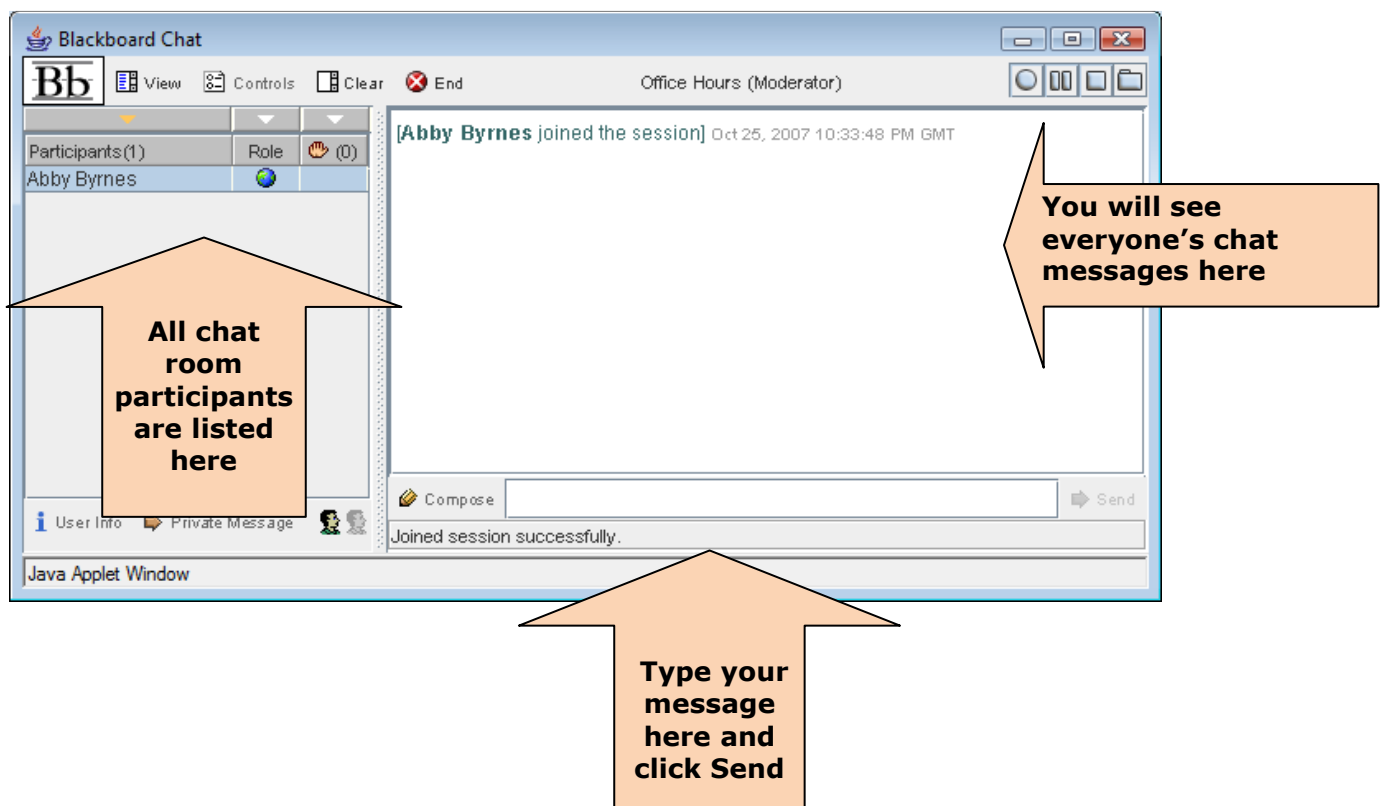 Blackboard Chat
Bb View Controls Clear End Office Hours (Moderator)
Participants(1) Role (0)
Abby Byrnes
[Abby Byrnes joined the session] Oct 25, 2007 10:33:48 PM GMT
You will see
everyone’s chat
messages here
All chat
room
participants
are listed
here
Compose Send
User Info Private Message
Joined session successfully.
Java Applet Window
Type your
message
here and
click Send